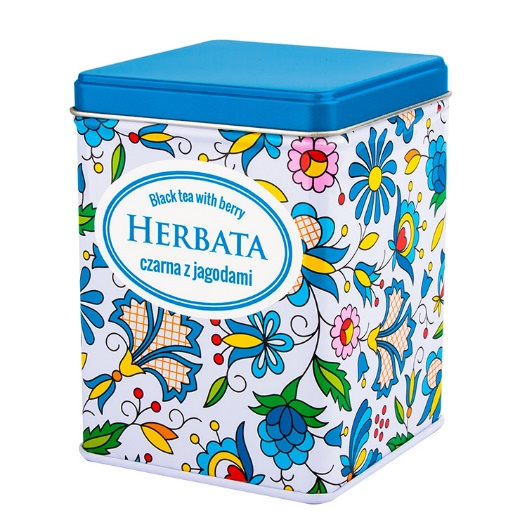 Black tea with berry
HERBATA
czarna z jagodami